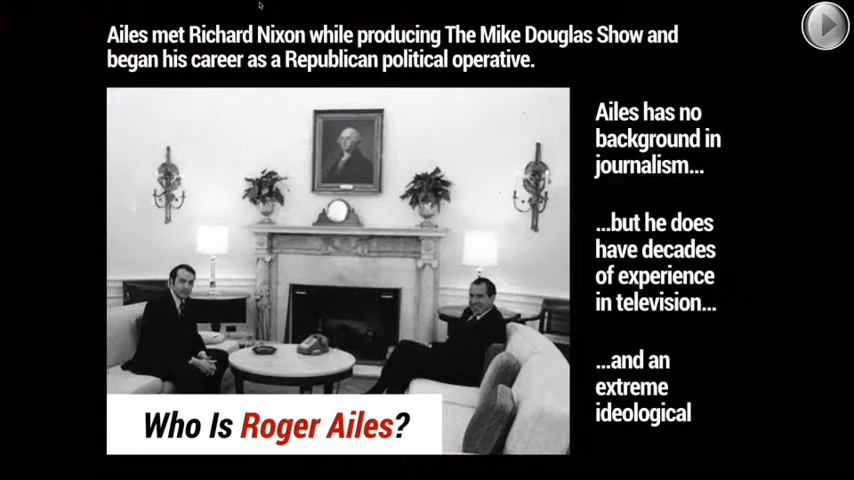 Ailes met Richard Nixon while producing The Mike Douglas Show and
began his career as a Republican political operative.
Ailes has no
background in
journalism...
...but he does
have decades
of experience
in television...
...and an
extreme
ideological
Who Is Roger Ailes?